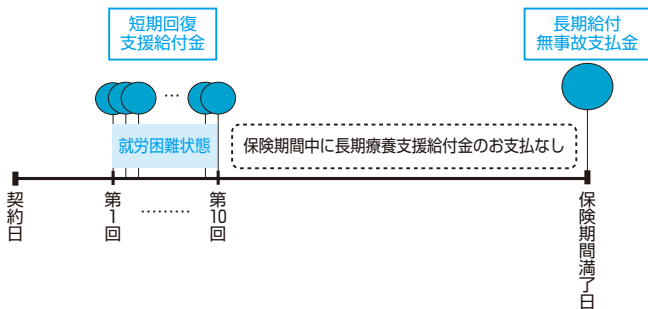 短期回復
支援給付金
長期給付
無事故支払金
…
就労困難状態
保険期間中に長期療養支援給付金のお支払なし
契約日
第1回
………
第10回
保険期間満了日